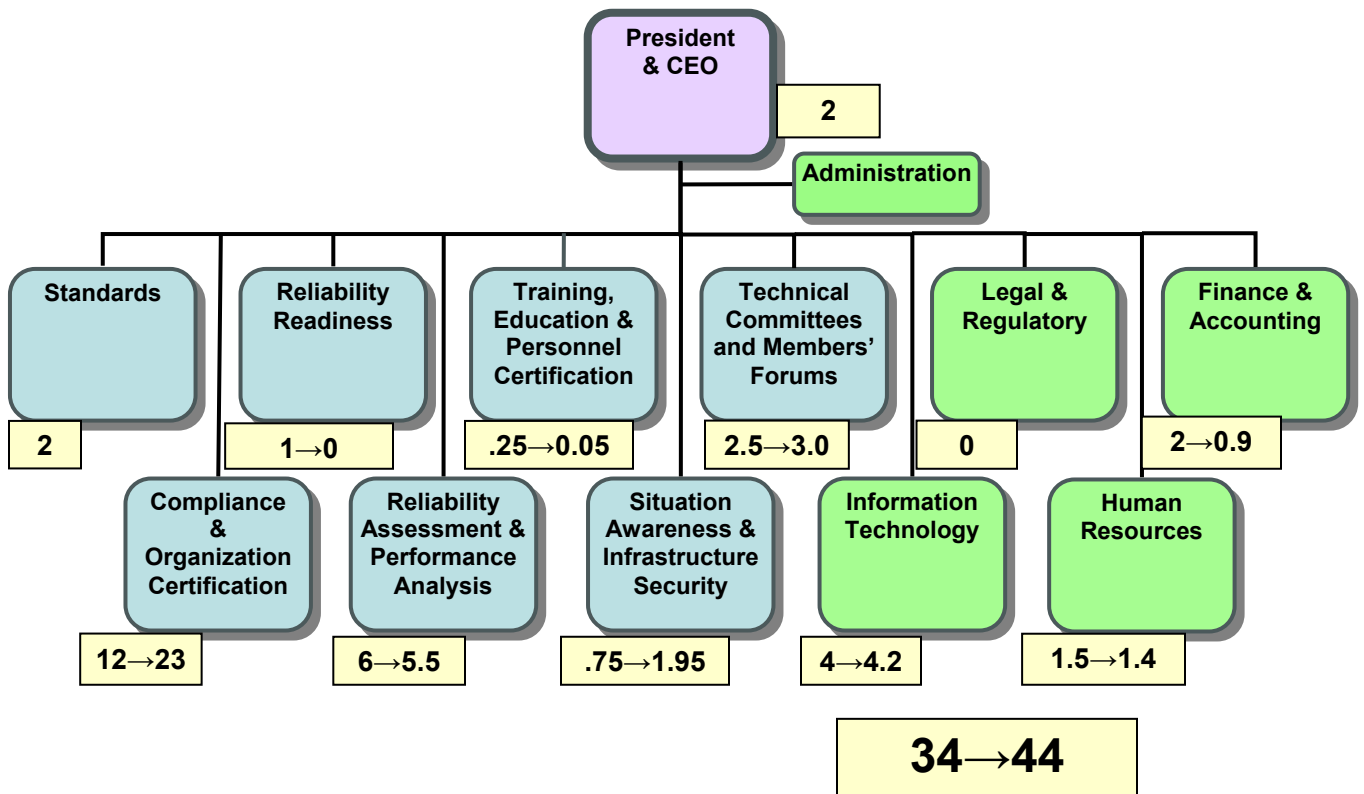 President
& CEO
2
Administration
Standards
2
Reliability
Readiness
1→0
Training,
Education &
Personnel
Certification
.25→0.05
Technical
Committees
and Members’
Forums
2.5→3.0
Legal &
Regulatory
0
Finance &
Accounting
2→0.9
Compliance
&
Organization
Certification
12→23
Reliability
Assessment &
Performance
Analysis
6→5.5
Situation
Awareness &
Infrastructure
Security
.75→1.95
Information
Technology
4→4.2
Human
Resources
1.5→1.4
34→44